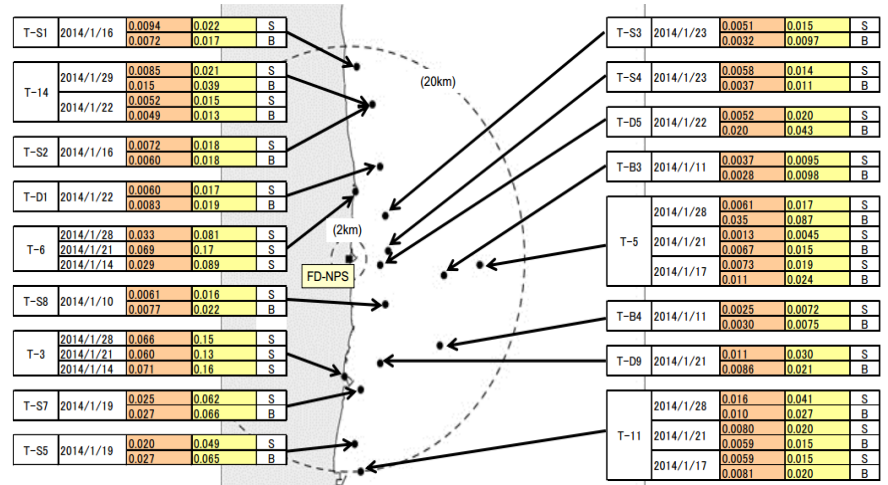 T-S1 2014/1/16 0.0094 0.022 S
0.0072 0.017 B
T-14 2014/1/29 0.0085 0.021 S
0.015 0.039 B
2014/1/22 0.0052 0.015 S
0.0049 0.013 B
T-S2 2014/1/16 0.0072 0.018 S
0.0060 0.018 B
T-D1 2014/1/22 0.0060 0.017 S
0.0083 0.019 B
T-6 2014/1/28 0.033 0.081 S
2014/1/21 0.069 0.17 S
2014/1/14 0.029 0.089 S
T-S8 2014/1/10 0.0061 0.016 S
0.0077 0.022 B
T-3 2014/1/28 0.066 0.15 S
2014/1/21 0.060 0.13 S
2014/1/14 0.071 0.16 S
T-S7 2014/1/19 0.025 0.062 S
0.027 0.066 B
T-S5 2014/1/19 0.020 0.049 S
0.027 0.065 B
(20km)
(2km)
FD-NPS
T-S3 2014/1/23 0.0051 0.015 S
0.0032 0.0097 B
T-S4 2014/1/23 0.0058 0.014 S
0.0037 0.011 B
T-D5 2014/1/22 0.0052 0.020 S
0.020 0.043 B
T-B3 2014/1/11 0.0037 0.0095 S
0.0028 0.0098 B
T-5 2014/1/28 0.0061 0.017 S
0.035 0.087 B
2014/1/21 0.0013 0.0045 S
0.0067 0.015 B
2014/1/17 0.0073 0.019 S
0.011 0.024 B
T-B4 2014/1/11 0.0025 0.0072 S
0.0030 0.0075 B
T-D9 2014/1/21 0.011 0.030 S
0.0086 0.021 B
T-11 2014/1/28 0.016 0.041 S
0.010 0.027 B
2014/1/21 0.0080 0.020 S
0.0059 0.015 B
2014/1/17 0.0059 0.015 S
0.0081 0.020 B